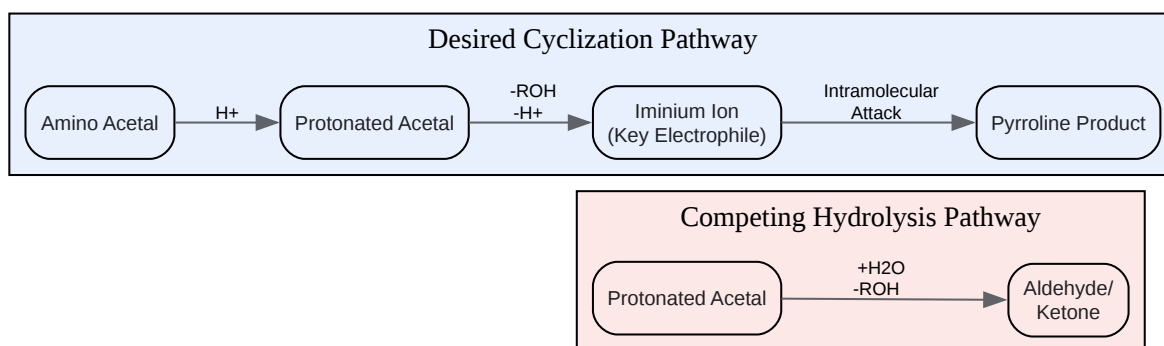 Desired Cyclization Pathway
Amino Acetal
H+
Protonated Acetal
-ROH
-H+
Iminium Ion
(Key Electrophile)
Intramolecular
Attack
Pyrroline Product
Competing Hydrolysis Pathway
Protonated Acetal
+H2O
-ROH
Aldehyde/
Ketone